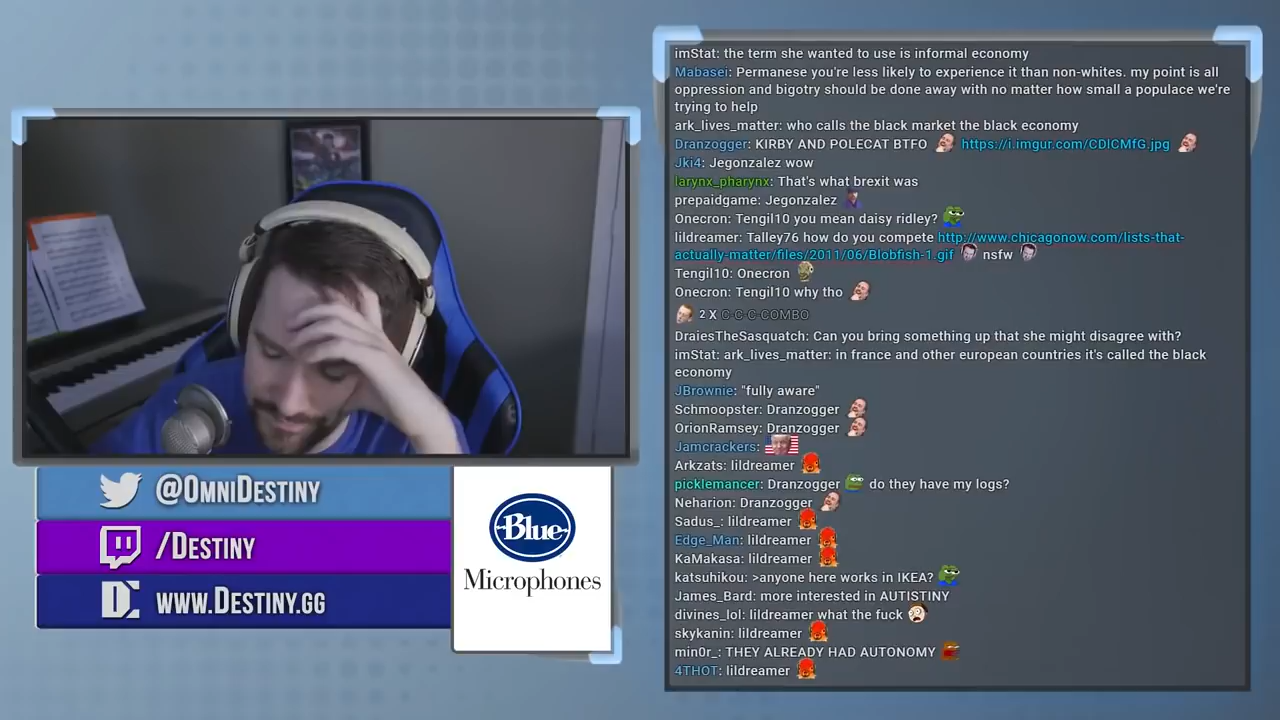 imStat: the term she wanted to use is informal economy
Mabasei: Permanese you're less likely to experience it than non-whites. my point is all
oppression and bigotry should be done away with no matter how small a populace we're
trying to help
ark_lives_matter: who calls the black market the black economy
Dranzogger: KIRBY AND POLECAT BTFO https://i.imgur.com/CDlCMfG.jpg
Jki4: Jegonzalez wow
larynx_pharynx: That's what brexit was
prepaidgame: Jegonzalez
Onecron: Tengil10 you mean daisy ridley?
lildreamer: Talley76 how do you compete http://www.chicagonow.com/lists-that-
actually-matter/files/2011/06/Blobfish-1.gif nsfw
Tengil10: Onecron
Onecron: Tengil10 why tho
2 X C-C-C-COMBO
DraiesTheSasquatch: Can you bring something up that she might disagree with?
imStat: ark_lives_matter: in france and other european countries it's called the black
economy
JBrownie: "fully aware"
Schmoopster: Dranzogger
OrionRamsey: Dranzogger
Jamcrackers:
Arkzats: lildreamer
picklemancer: Dranzogger do they have my logs?
Neharion: Dranzogger
Sadus_: lildreamer
Edge_Man: lildreamer
KaMakasa: lildreamer
katsuhikou: >anyone here works in IKEA?
James_Bard: more interested in AUTISTINY
divines_lol: lildreamer what the fuck
skykanin: lildreamer
min0r_: THEY ALREADY HAD AUTONOMY
4THOT: lildreamer
@OmniDestiny
/Destiny
www.Destiny.gg
Blue
Microphones